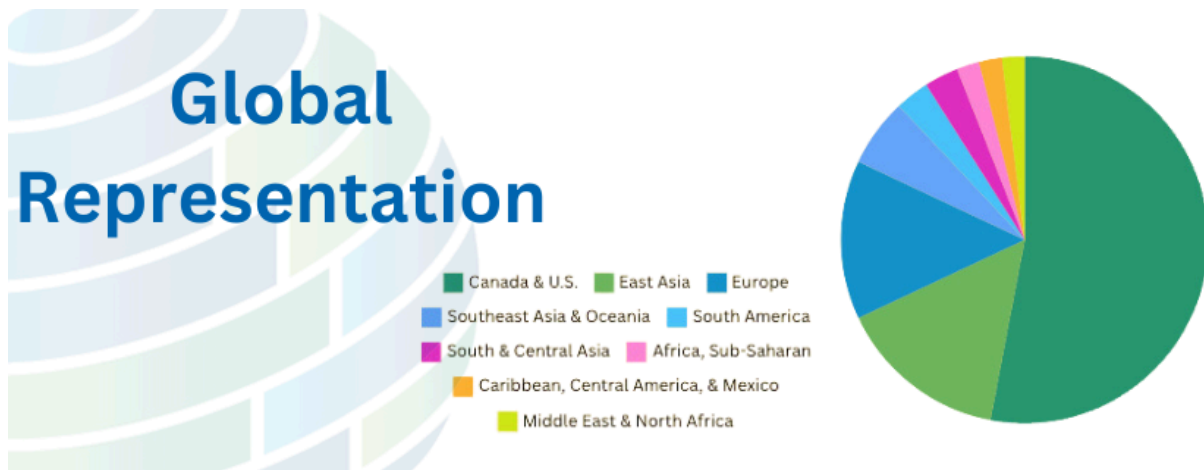 Global
Representation
Canada & U.S. East Asia Europe
Southeast Asia & Oceania South America
South & Central Asia Africa, Sub-Saharan
Caribbean, Central America, & Mexico
Middle East & North Africa